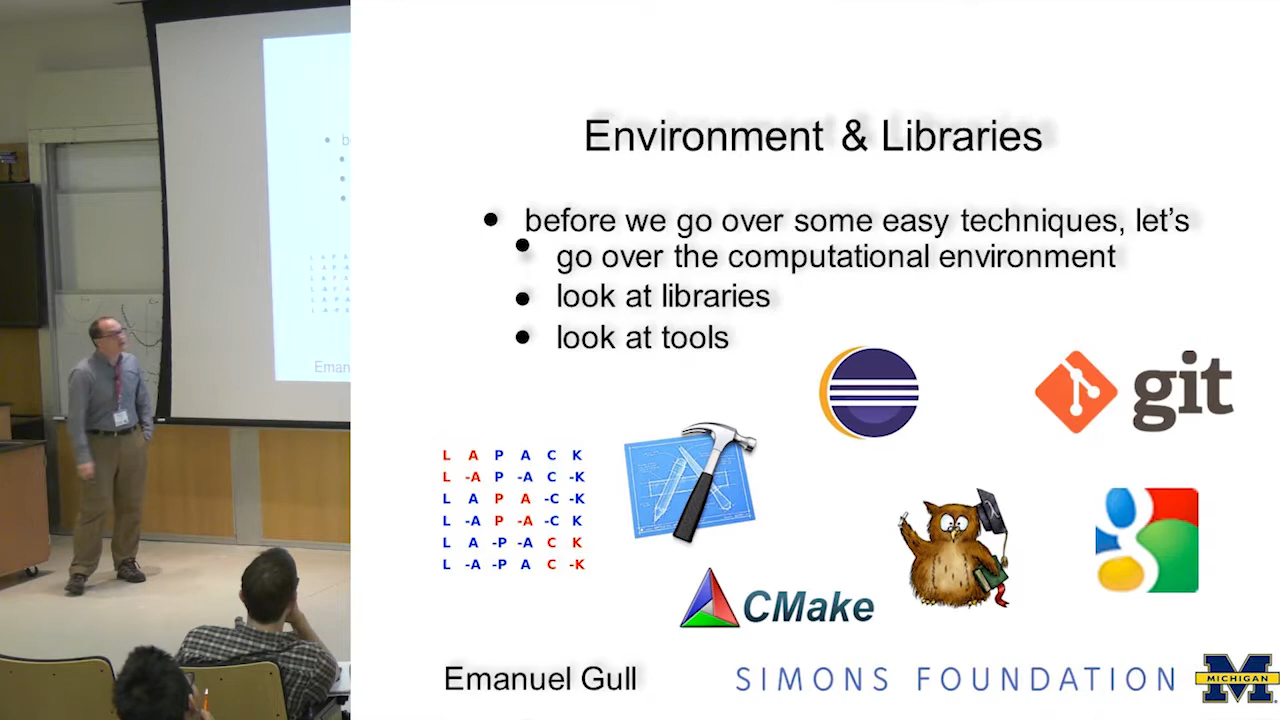 Environment & Libraries
before we go over some easy techniques, let's
go over the computational environment
look at libraries
look at tools
git
L A P A C K
L -A P -A C -K
L A P A -C -K
L -A P -A -C K
L A -P -A C K
L -A -P A C -K
CMake
Emanuel Gull
SIMONS FOUNDATION
M
MICHIGAN
Eman